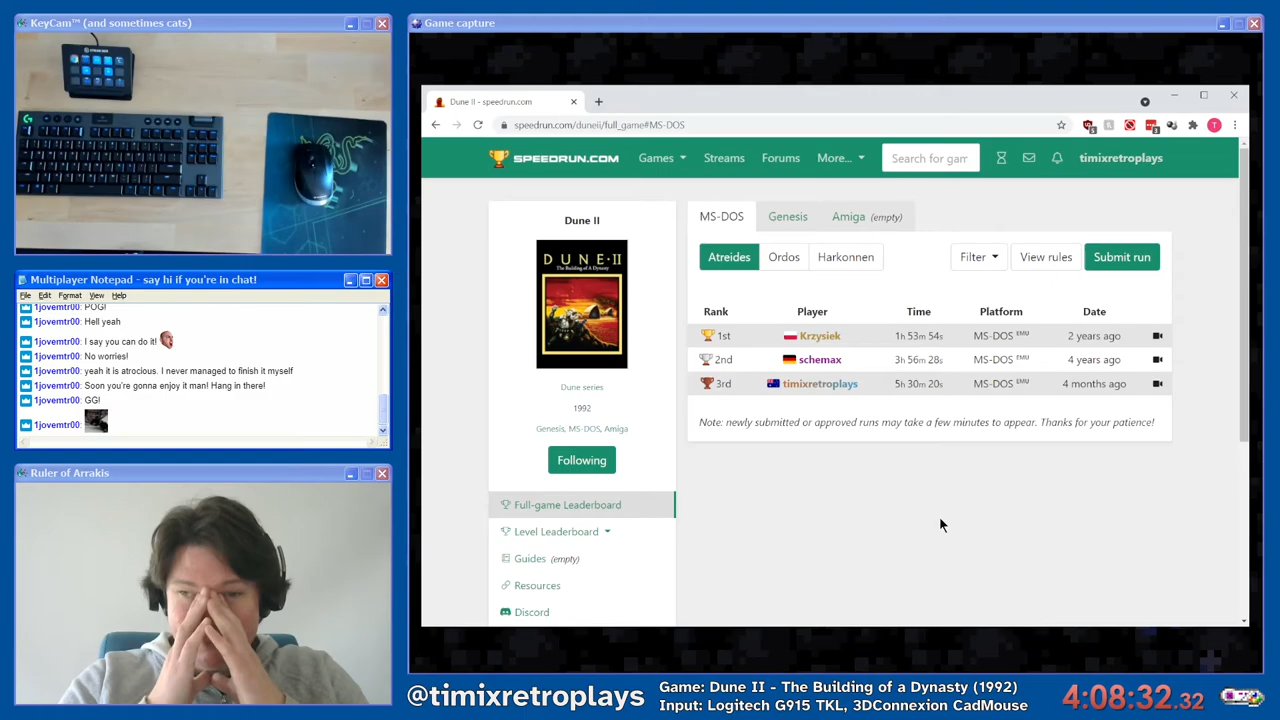 KeyCam™ (and sometimes cats)
Multiplayer Notepad - say hi if you're in chat!
File Edit Format View Help
1jovemtr00: POG!
1jovemtr00: Hell yeah
1jovemtr00: I say you can do it!
1jovemtr00: No worries!
1jovemtr00: yeah it is atrocious. I never managed to finish it myself
1jovemtr00: Soon you're gonna enjoy it man! Hang in there!
1jovemtr00: GG!
1jovemtr00:
Ruler of Arrakis
Game capture
Dune II - speedrun.com
speedrun.com/duneii/full_game#MS-DOS
SPEEDRUN.COM Games Streams Forums More... Search for gam timixretroplays
Dune II
DUNE·II
The Building of A Dynasty
Dune series
1992
Genesis, MS-DOS, Amiga
Following
Full-game Leaderboard
Level Leaderboard
Guides (empty)
Resources
Discord
MS-DOS Genesis Amiga (empty)
Atreides Ordos Harkonnen Filter View rules Submit run
Rank Player Time Platform Date
1st Krzysiek 1h 53m 54s MS-DOS EMU 2 years ago
2nd schemax 3h 56m 28s MS-DOS EMU 4 years ago
3rd timixretroplays 5h 30m 20s MS-DOS EMU 4 months ago
Note: newly submitted or approved runs may take a few minutes to appear. Thanks for your patience!
@timixretroplays
Game: Dune II - The Building of a Dynasty (1992)
Input: Logitech G915 TKL, 3DConnexion CadMouse
4:08:32.32